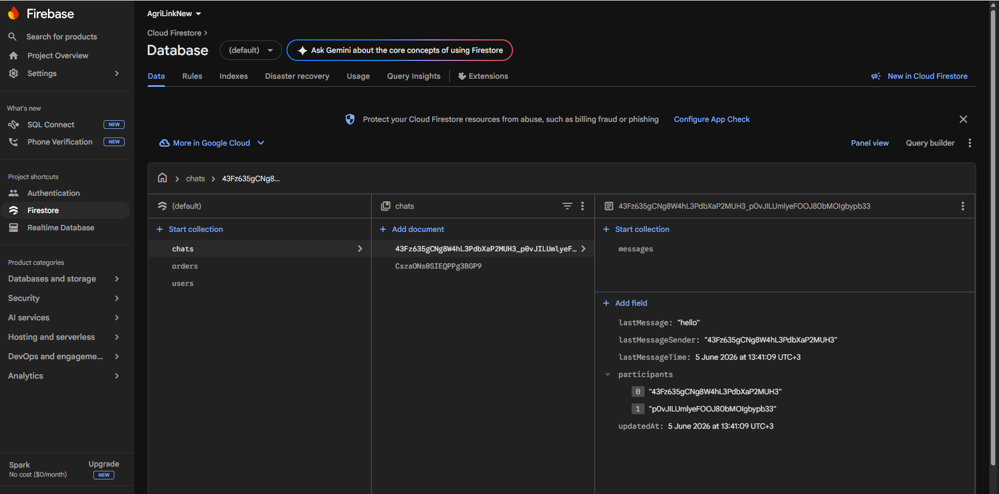 Firebase
Search for products
Project Overview
Settings
What's new
SQL Connect NEW
Phone Verification NEW
Project shortcuts
Authentication
Firestore
Realtime Database
Product categories
Databases and storage
Security
AI services
Hosting and serverless
DevOps and engageme...
Analytics
Spark
No cost ($0/month)
Upgrade
NEW
AgriLinkNew
Cloud Firestore
Database
(default)
Ask Gemini about the core concepts of using Firestore
Data Rules Indexes Disaster recovery Usage Query Insights Extensions
New in Cloud Firestore
Protect your Cloud Firestore resources from abuse, such as billing fraud or phishing Configure App Check
More in Google Cloud
Panel view Query builder
chats 43Fz635gCNg8...
(default)
Start collection
chats
orders
users
chats
Add document
43Fz635gCNg8W4hL3PdbXaP2MUH3_p0vJILUmlyeF...
CszaONs0SIEQPPg3BGP9
43Fz635gCNg8W4hL3PdbXaP2MUH3_p0vJILUmlyeFOOJ80bMOIgbypb33
Start collection
messages
Add field
lastMessage: "hello"
lastMessageSender: "43Fz635gCNg8W4hL3PdbXaP2MUH3"
lastMessageTime: 5 June 2026 at 13:41:09 UTC+3
participants
0 "43Fz635gCNg8W4hL3PdbXaP2MUH3"
1 "p0vJILUmlyeFOOJ80bMOIgbypb33"
updatedAt: 5 June 2026 at 13:41:09 UTC+3